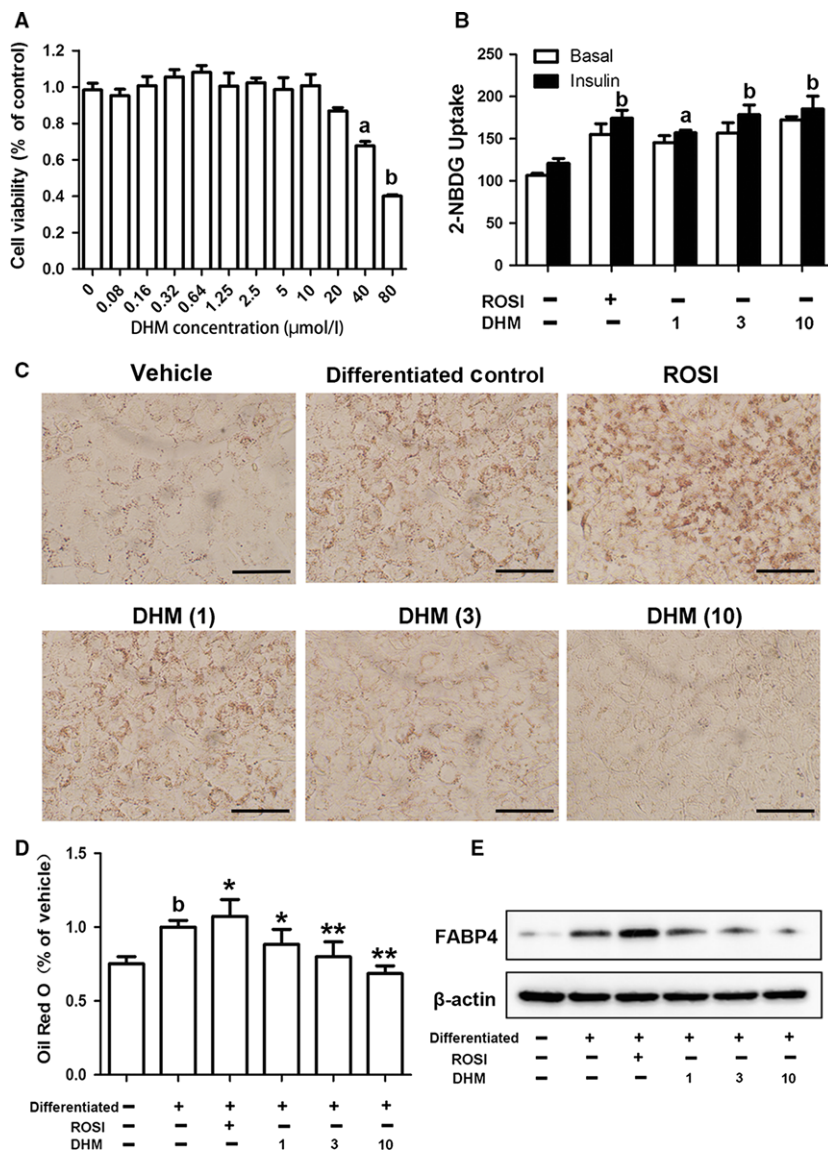 A
Cell viability (% of control)
1.2
1.0
0.8
0.6
0.4
0.2
0.0
a
b
0 0.08 0.16 0.32 0.64 1.25 2.5 5 10 20 40 80
DHM concentration (μmol/l)
B
2-NBDG Uptake
250
200
150
100
50
0
Basal
Insulin
b a b b
ROSI – + – – –
DHM – – 1 3 10
C
Vehicle Differentiated control ROSI
DHM (1) DHM (3) DHM (10)
D
Oil Red O (% of vehicle)
1.5
1.0
0.5
0.0
b * * ** **
Differentiated – + + + + +
ROSI – – + – – –
DHM – – – 1 3 10
E
FABP4
β-actin
Differentiated – + + + + +
ROSI – – + – – –
DHM – – – 1 3 10